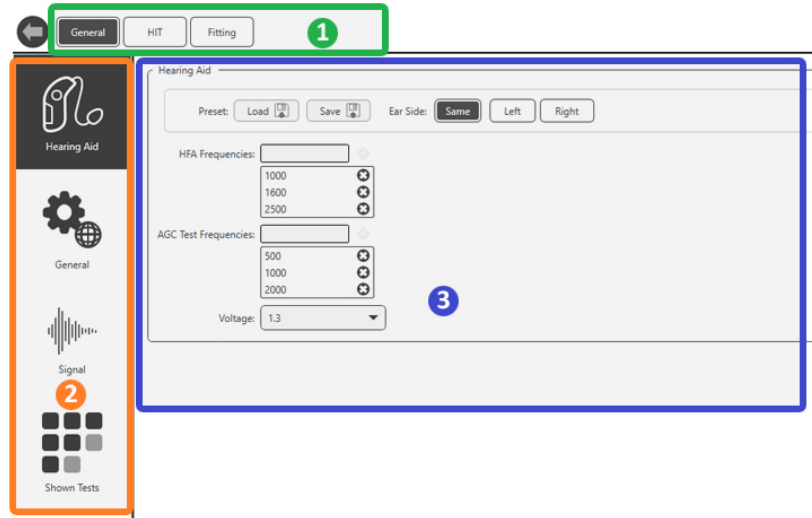 General HIT Fitting 1
Hearing Aid
Preset: Load Save Ear Side: Same Left Right
Hearing Aid
HFA Frequencies:
1000
1600
2500
AGC Test Frequencies:
500
1000
2000
General
3
Voltage: 1.3
Signal
2
Shown Tests